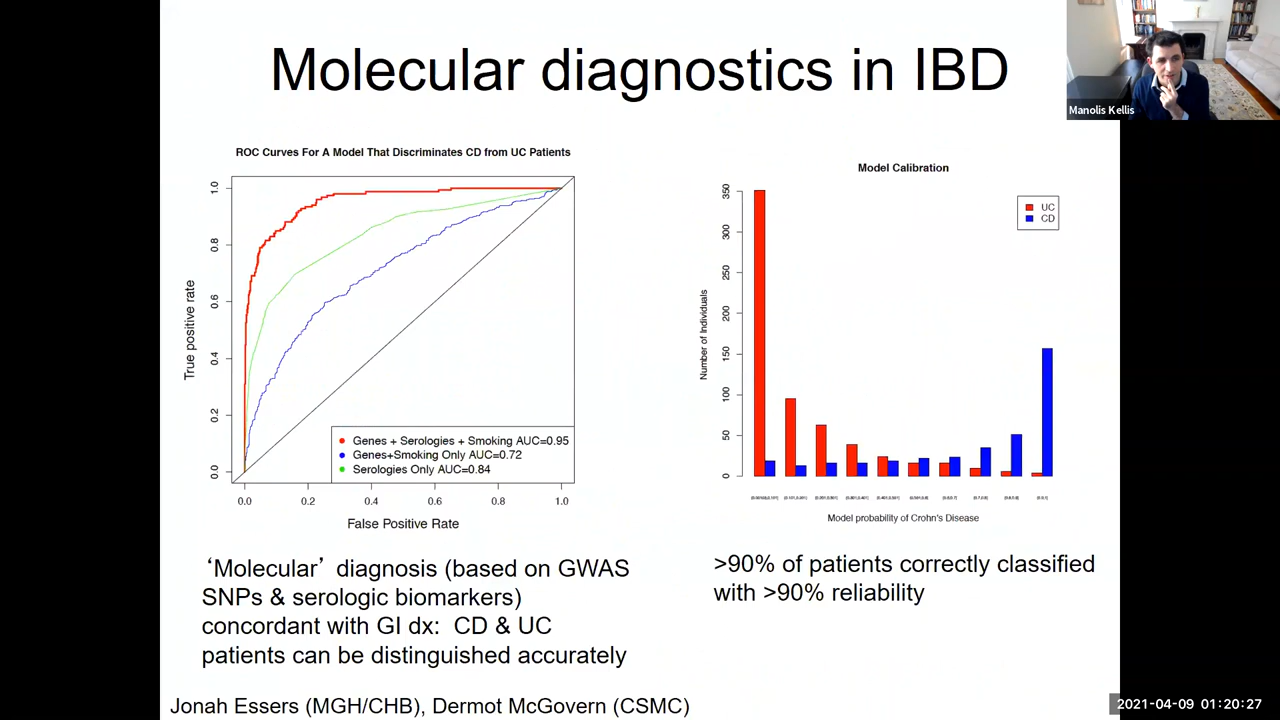 Molecular diagnostics in IBD
Manolis Kellis
ROC Curves For A Model That Discriminates CD from UC Patients
True positive rate
1.0
0.8
0.6
0.4
0.2
0.0
Genes + Serologies + Smoking AUC=0.95
Genes+Smoking Only AUC=0.72
Serologies Only AUC=0.84
0.0 0.2 0.4 0.6 0.8 1.0
False Positive Rate
Model Calibration
UC
CD
Number of Individuals
350
300
250
200
150
100
50
0
Model probability of Crohn's Disease
‘Molecular’ diagnosis (based on GWAS
SNPs & serologic biomarkers)
concordant with GI dx: CD & UC
patients can be distinguished accurately
>90% of patients correctly classified
with >90% reliability
Jonah Essers (MGH/CHB), Dermot McGovern (CSMC)
2021-04-09 01:20:27